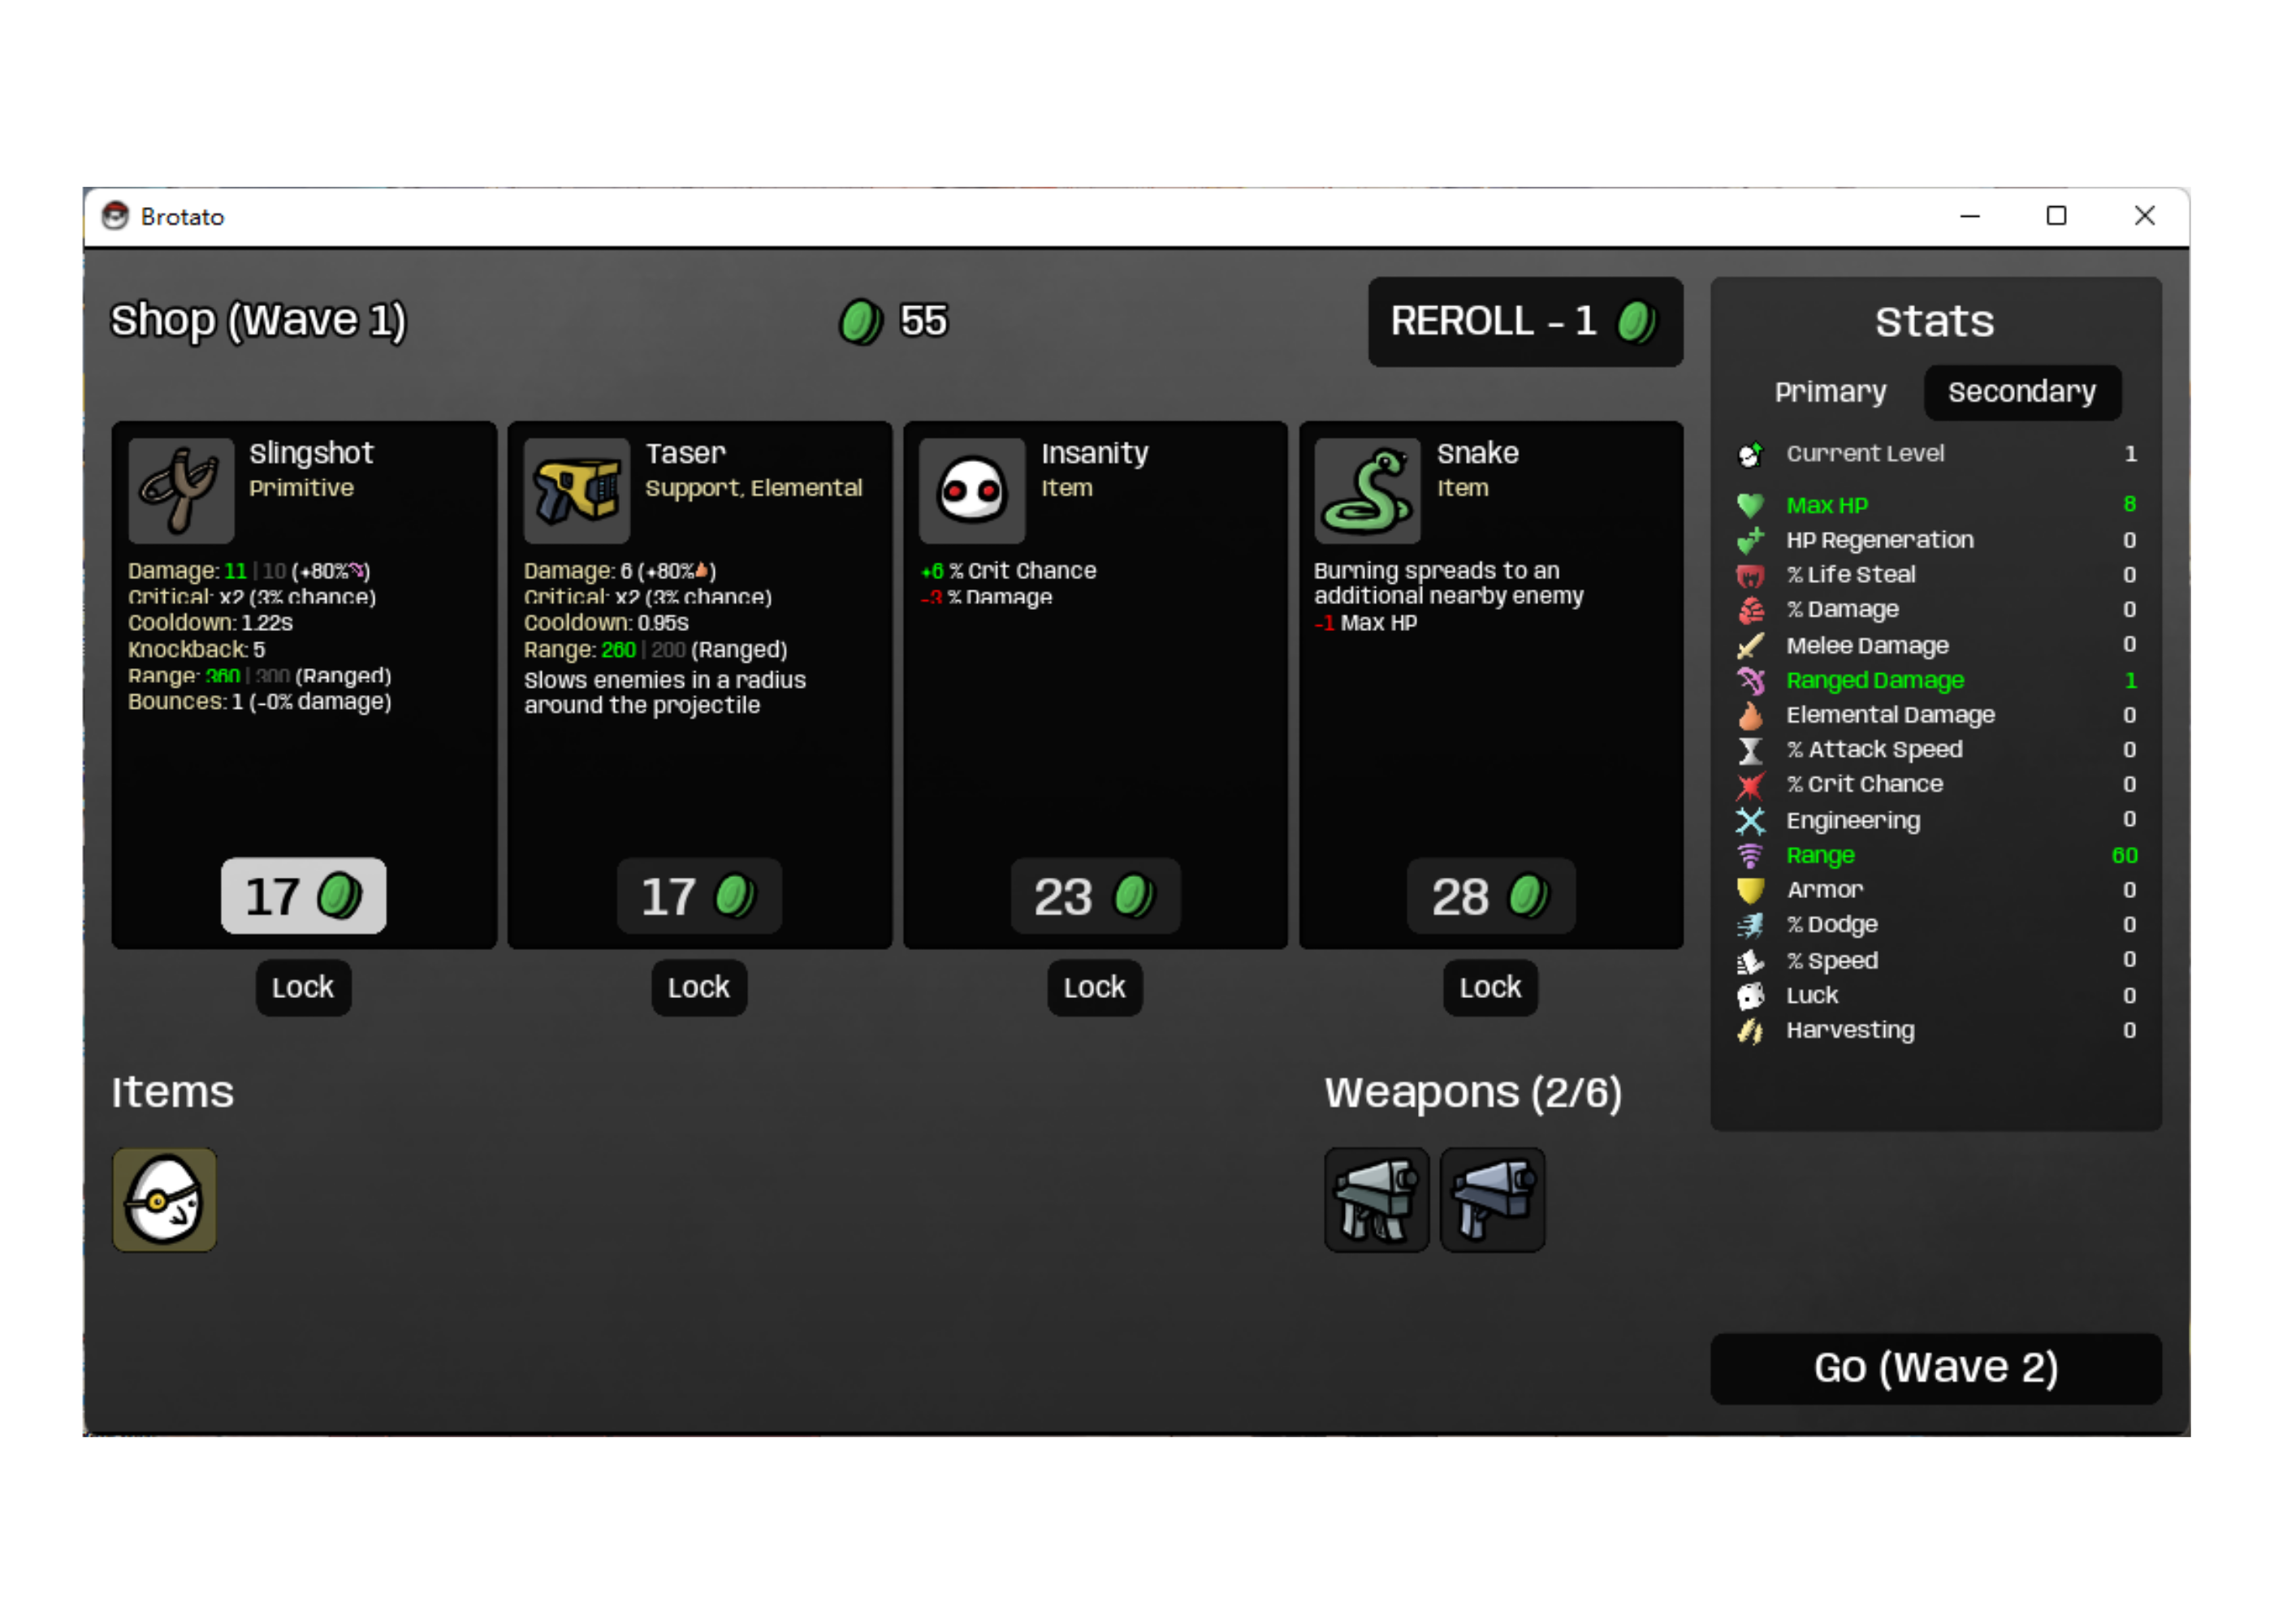 Brotato
Shop (Wave 1)
55
REROLL - 1
Slingshot
Primitive
Damage: 11 | 10 (+80%)
Critical: x2 (3% chance)
Cooldown: 1.22s
Knockback: 5
Range: 360 | 300 (Ranged)
Bounces: 1 (-0% damage)
17
Lock
Taser
Support, Elemental
Damage: 6 (+80%)
Critical: x2 (3% chance)
Cooldown: 0.95s
Range: 260 | 200 (Ranged)
Slows enemies in a radius
around the projectile
17
Lock
Insanity
Item
+6 % Crit Chance
-3 % Damage
23
Lock
Snake
Item
Burning spreads to an
additional nearby enemy
-1 Max HP
28
Lock
Items
Weapons (2/6)
Stats
Primary Secondary
Current Level 1
Max HP 8
HP Regeneration 0
% Life Steal 0
% Damage 0
Melee Damage 0
Ranged Damage 1
Elemental Damage 0
% Attack Speed 0
% Crit Chance 0
Engineering 0
Range 60
Armor 0
% Dodge 0
% Speed 0
Luck 0
Harvesting 0
Go (Wave 2)